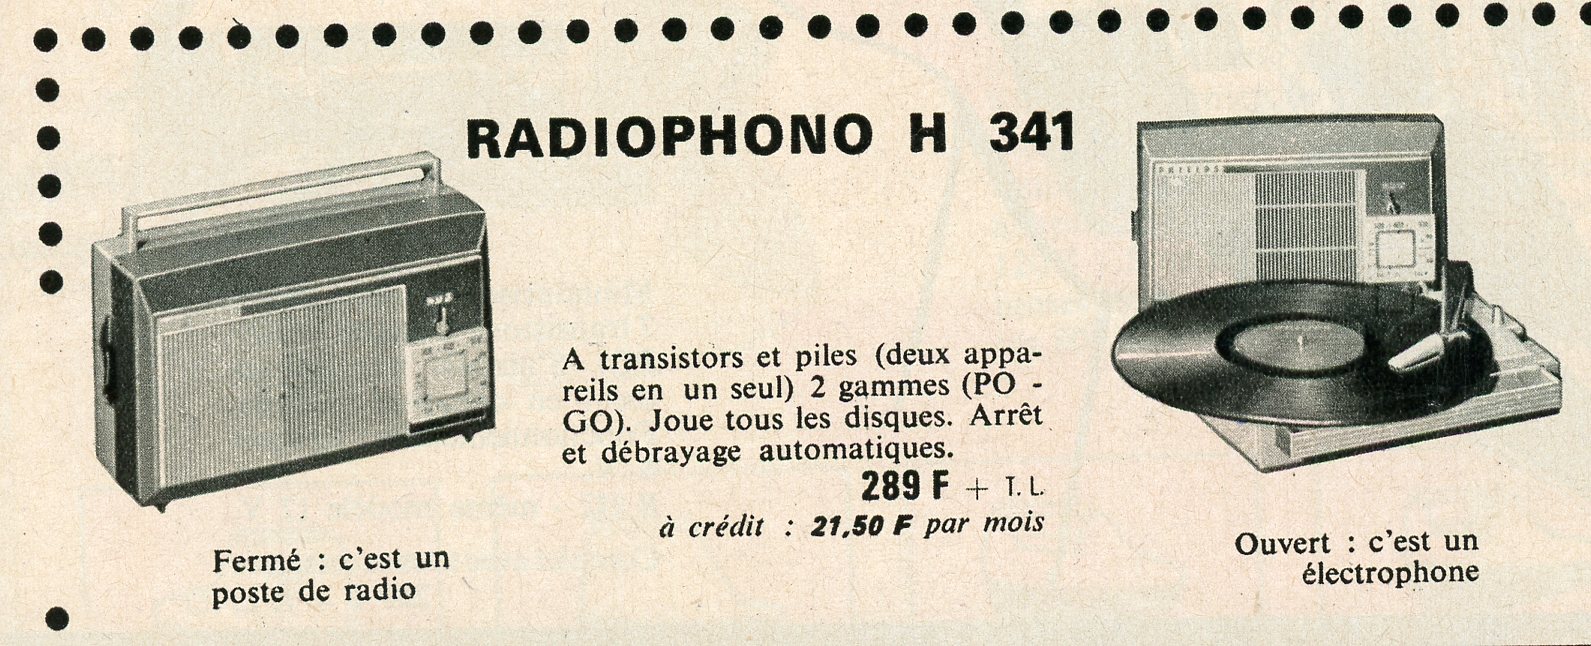 RADIOPHONO H 341
A transistors et piles (deux appa-
reils en un seul) 2 gammes (PO -
GO). Joue tous les disques. Arrêt
et débrayage automatiques.
289 F + T. L.
à crédit : 21,50 F par mois
Fermé : c'est un
poste de radio
PHILIPS
Ouvert : c'est un
électrophone